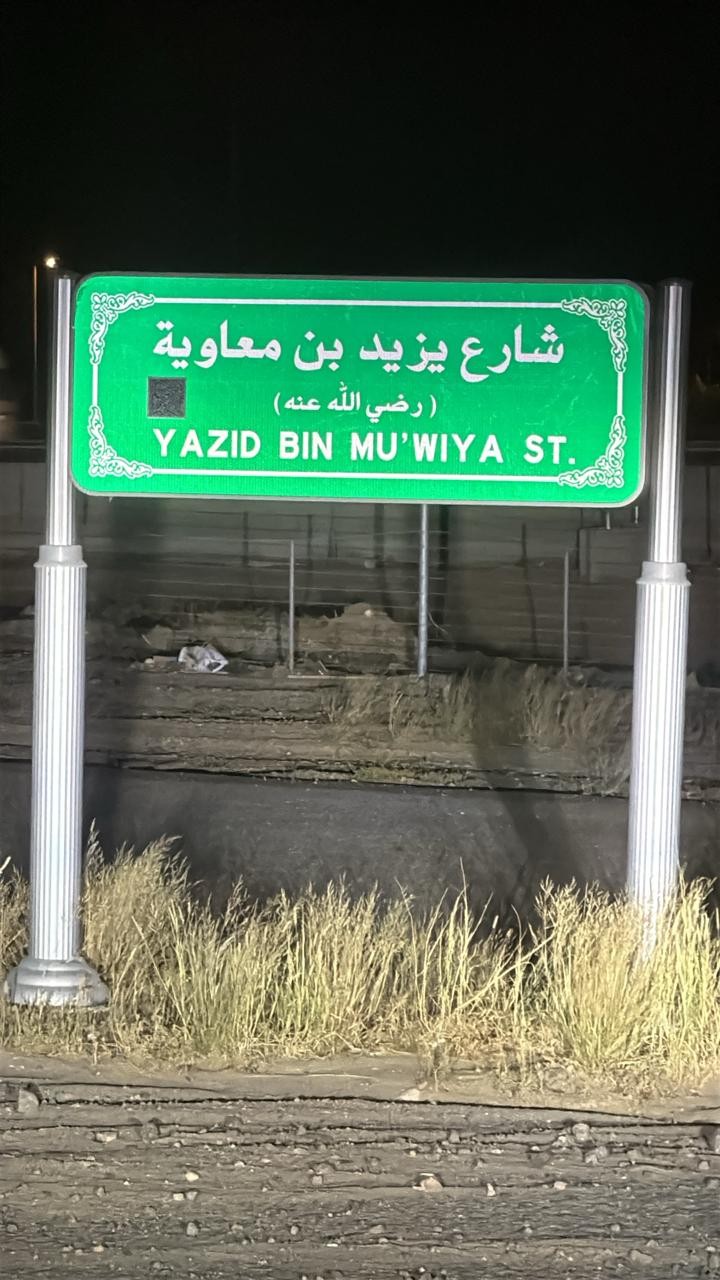 شارع يزيد بن معاوية
( رضي الله عنه )
YAZID BIN MU'WIYA ST.